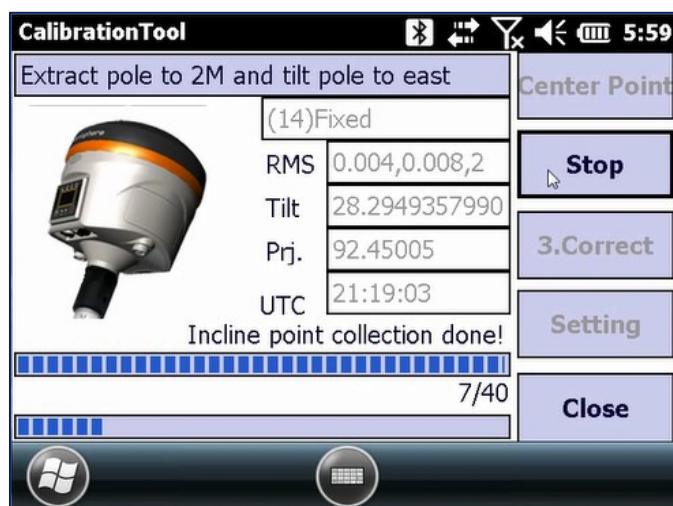 CalibrationTool 5:59
Extract pole to 2M and tilt pole to east
Center Point
(14)Fixed
RMS 0.004,0.008,2
Stop
Tilt 28.2949357990
Prj. 92.45005
3.Correct
UTC 21:19:03
Setting
Incline point collection done!
7/40
Close